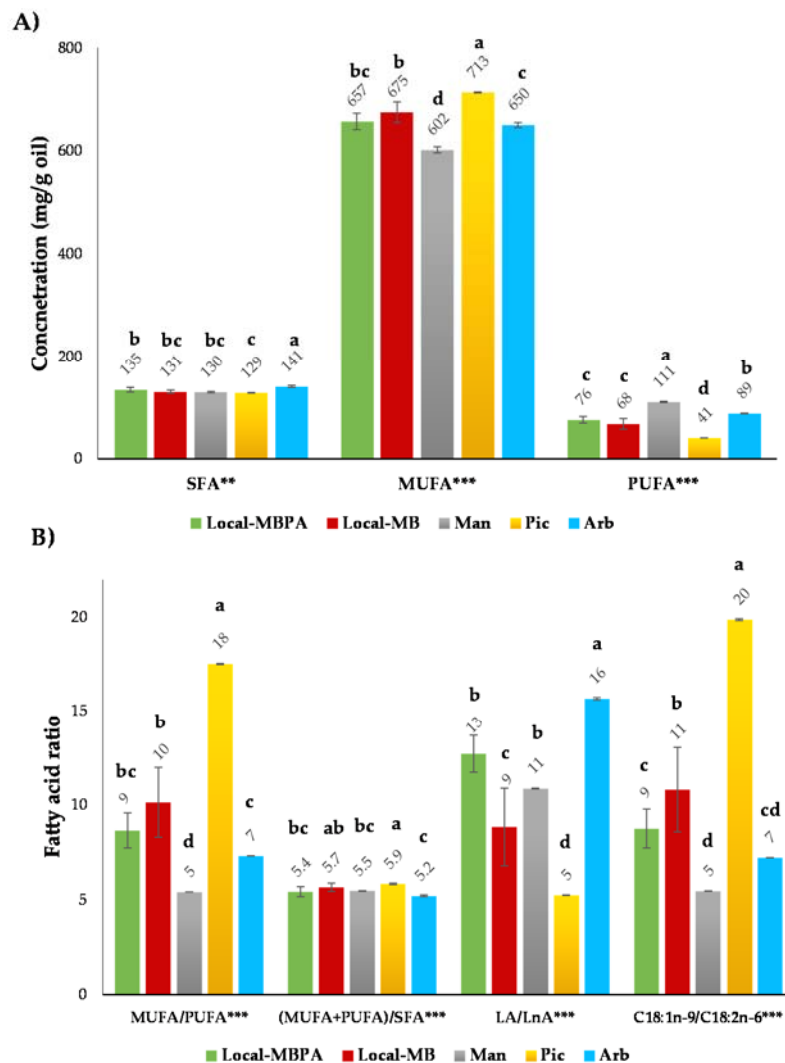 A)
Concnetration (mg/g oil)
800
600
400
200
0
b bc bc c a
135 131 130 129 141
bc b d a c
657 675 602 713 650
c c a d b
76 68 111 41 89
SFA** MUFA*** PUFA***
Local-MBPA Local-MB Man Pic Arb
B)
Fatty acid ratio
20
15
10
5
0
bc b d a c
9 10 5 18 7
bc ab bc a c
5.4 5.7 5.5 5.9 5.2
b c b d a
13 9 11 5 16
c b d a cd
9 11 5 20 7
MUFA/PUFA*** (MUFA+PUFA)/SFA*** LA/LnA*** C18:1n-9/C18:2n-6***
Local-MBPA Local-MB Man Pic Arb